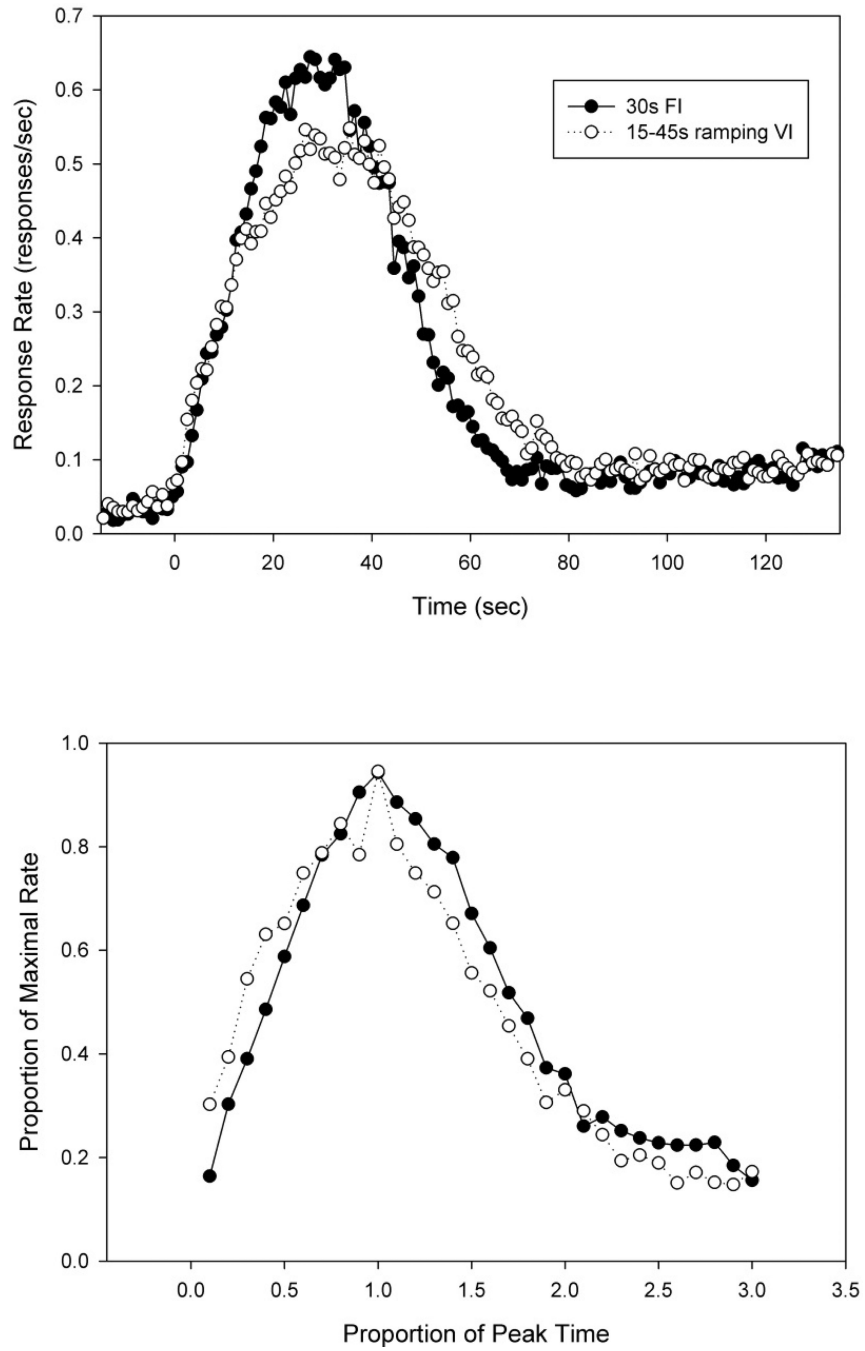 0.7
0.6
0.5
0.4
0.3
0.2
0.1
0.0
Response Rate (responses/sec)
30s FI
15-45s ramping VI
0 20 40 60 80 100 120
Time (sec)
1.0
0.8
0.6
0.4
0.2
0.0
Proportion of Maximal Rate
0.0 0.5 1.0 1.5 2.0 2.5 3.0 3.5
Proportion of Peak Time